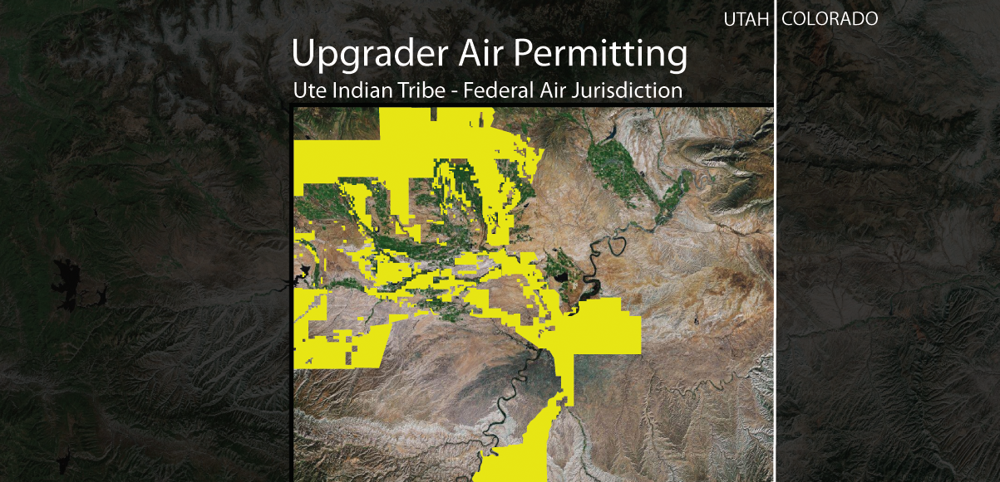 UTAH COLORADO
Upgrader Air Permitting
Ute Indian Tribe - Federal Air Jurisdiction